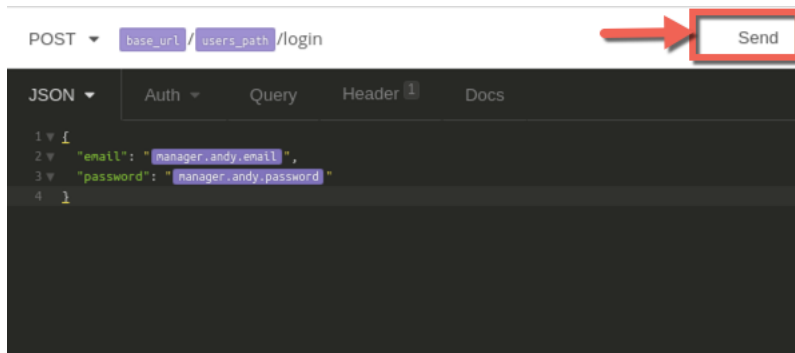 POST base_url / users_path /login Send
JSON Auth Query Header 1 Docs
1 {
2 "email": " manager.andy.email ",
3 "password": " manager.andy.password "
4 }